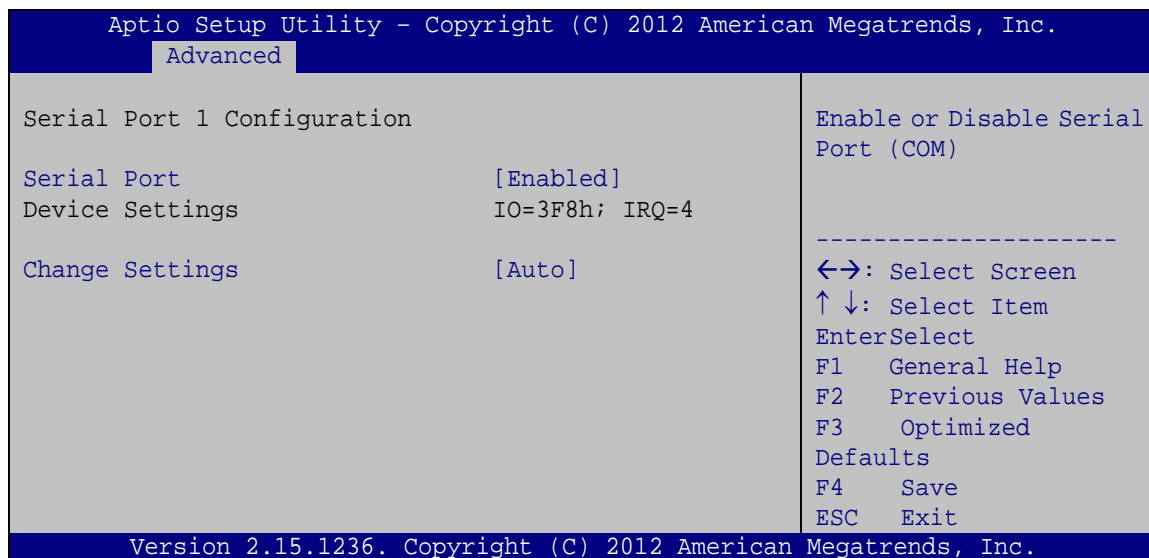 Aptio Setup Utility – Copyright (C) 2012 American Megatrends, Inc.
Advanced
Serial Port 1 Configuration
Serial Port [Enabled]
Device Settings IO=3F8h; IRQ=4
Change Settings [Auto]
Enable or Disable Serial
Port (COM)
---------------------
←→: Select Screen
↑ ↓: Select Item
EnterSelect
F1 General Help
F2 Previous Values
F3 Optimized
Defaults
F4 Save
ESC Exit
Version 2.15.1236. Copyright (C) 2012 American Megatrends, Inc.